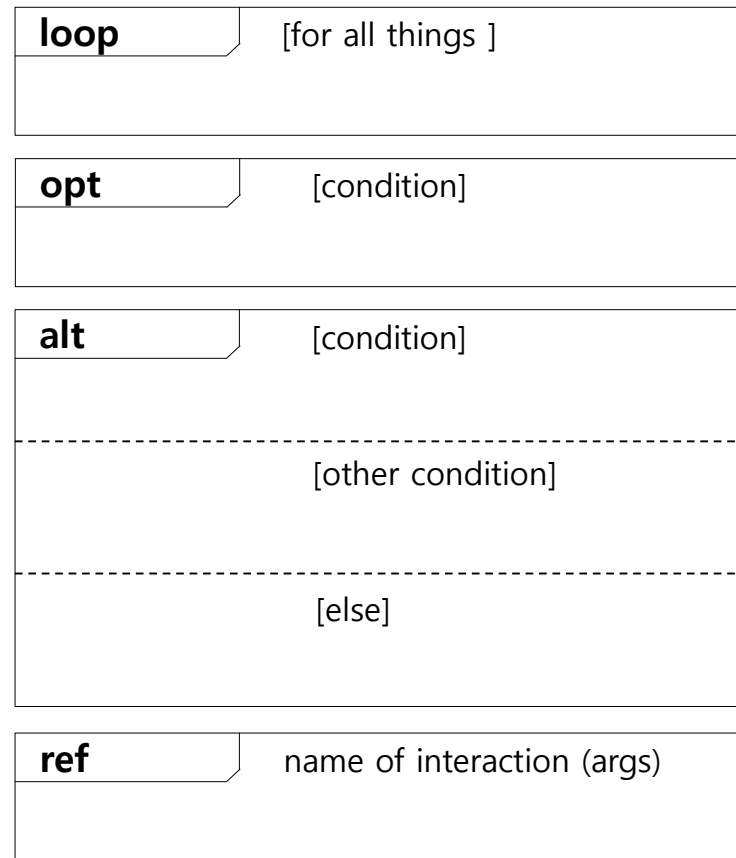 loop [for all things ]
opt [condition]
alt [condition]
[other condition]
[else]
ref name of interaction (args)